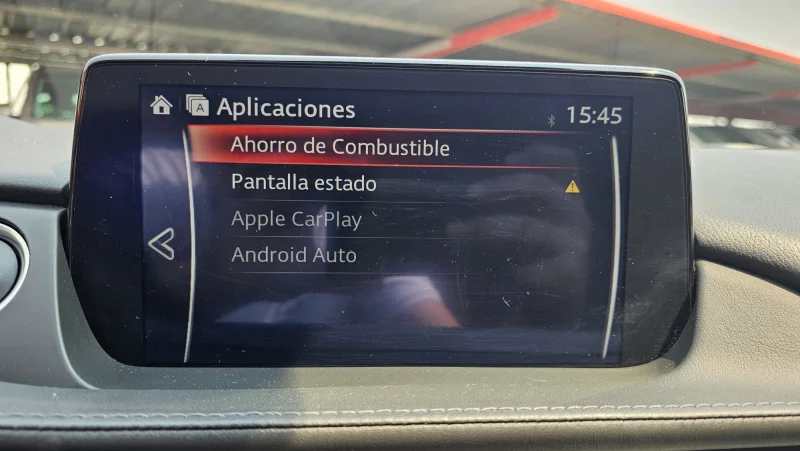 A Aplicaciones
15:45
Ahorro de Combustible
Pantalla estado
Apple CarPlay
Android Auto